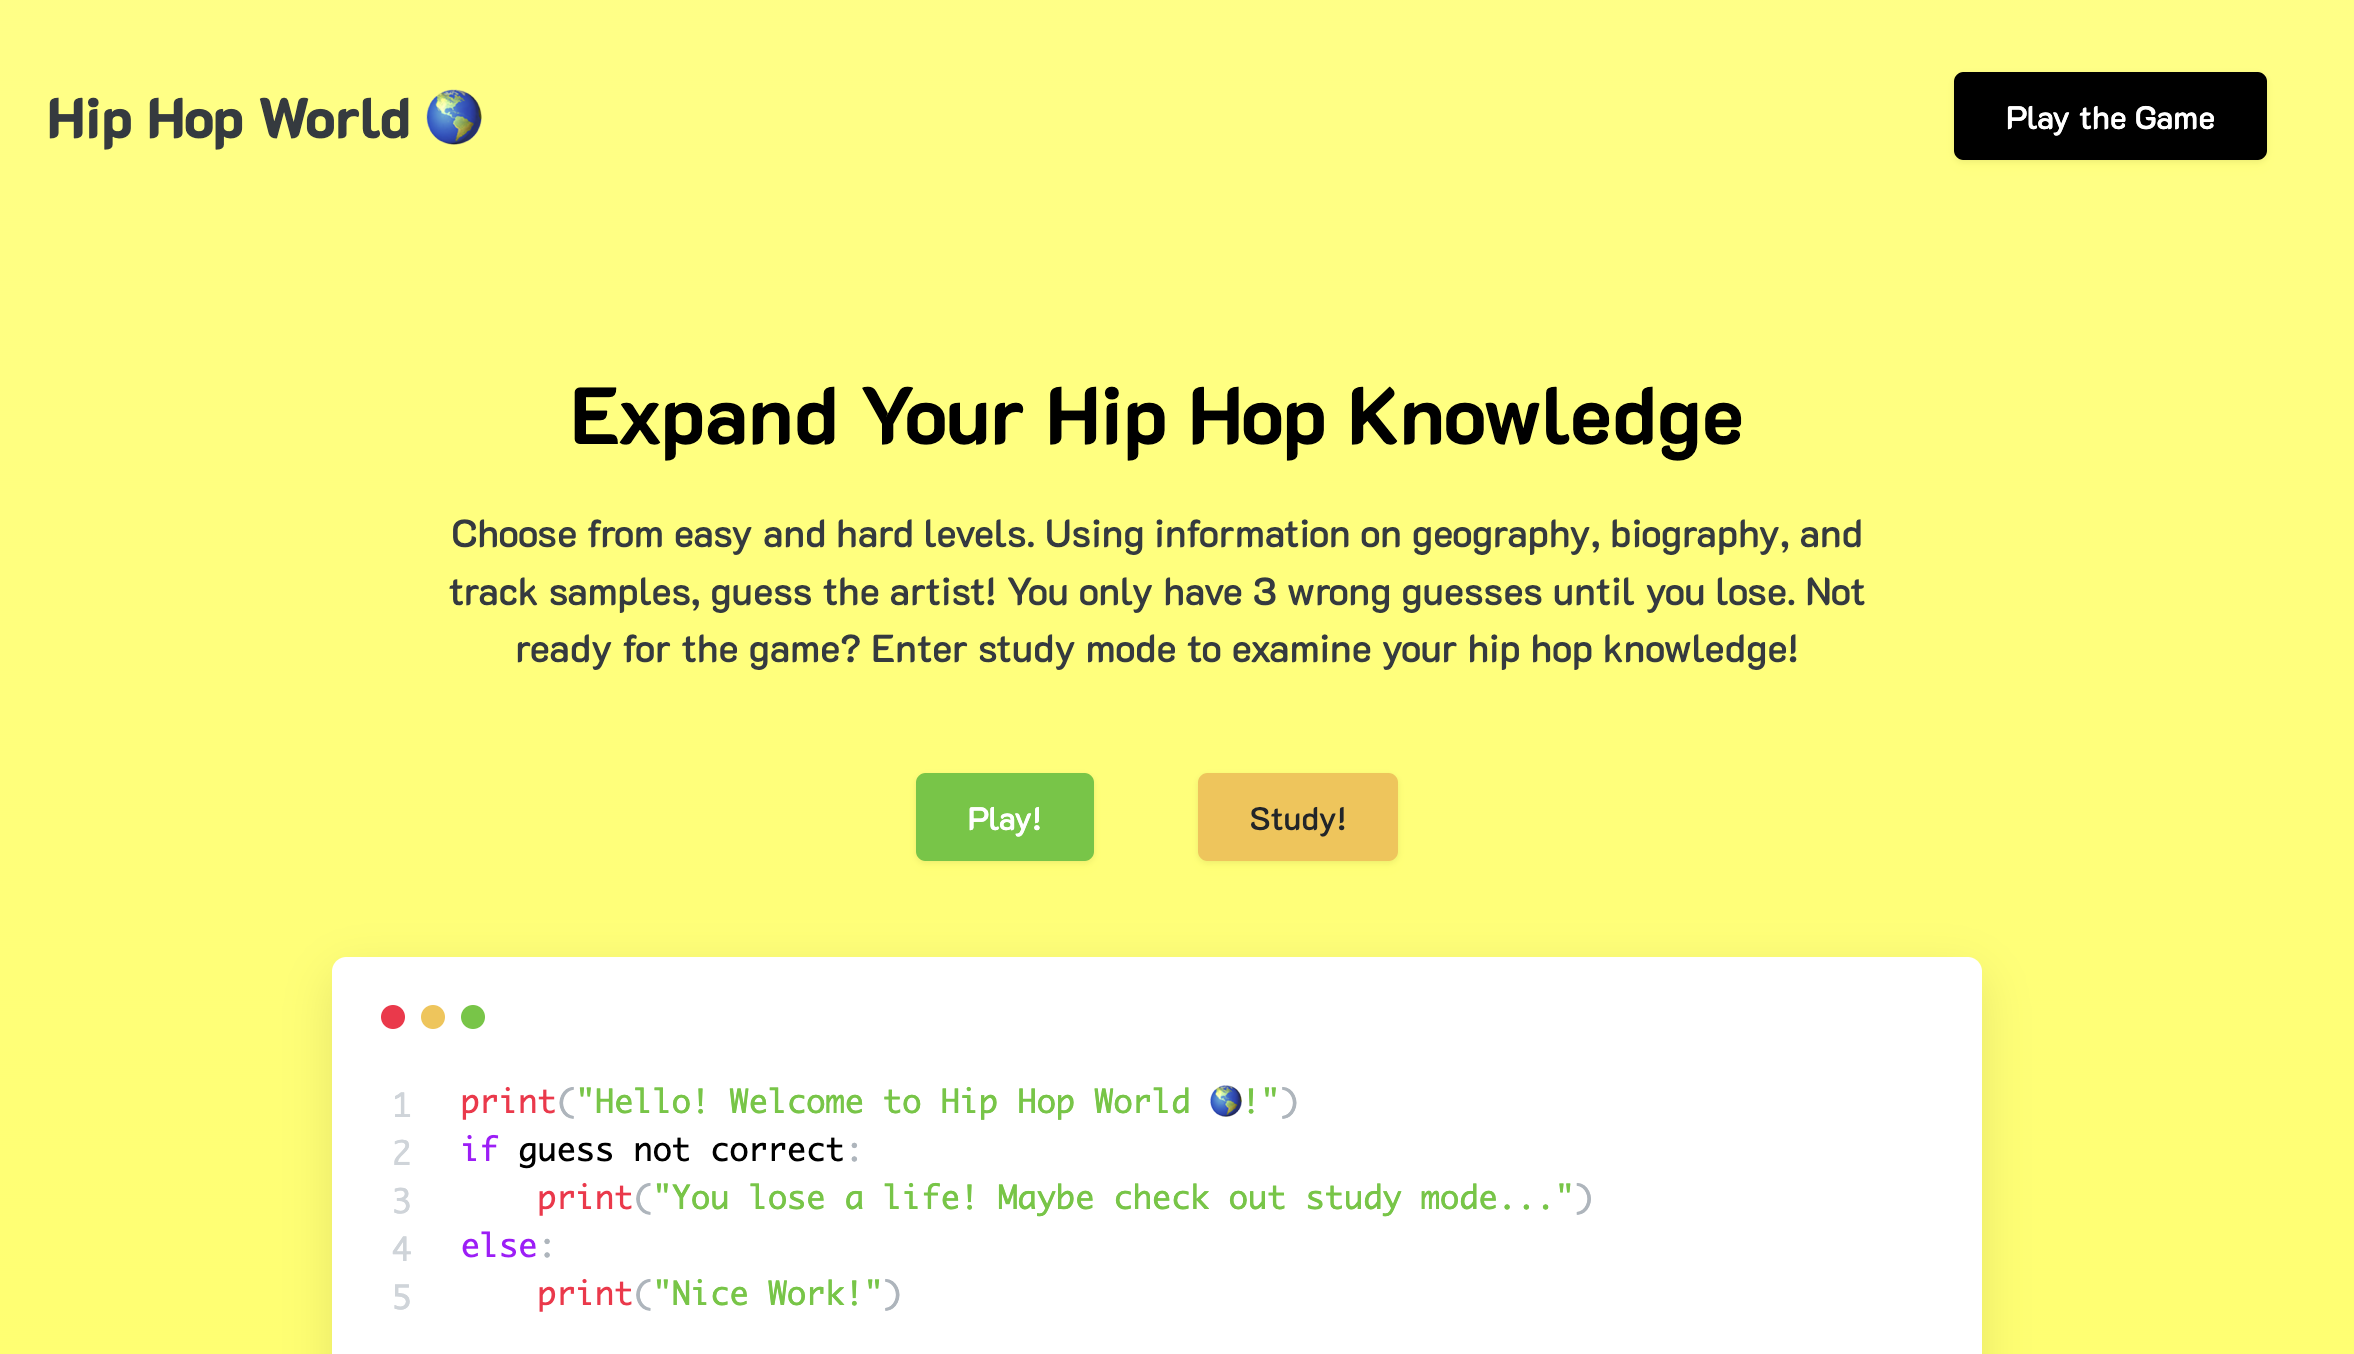 Hip Hop World 🌎
Play the Game
Expand Your Hip Hop Knowledge
Choose from easy and hard levels. Using information on geography, biography, and
track samples, guess the artist! You only have 3 wrong guesses until you lose. Not
ready for the game? Enter study mode to examine your hip hop knowledge!
Play!
Study!
1 print("Hello! Welcome to Hip Hop World 🌎!")
2 if guess not correct:
3     print("You lose a life! Maybe check out study mode...")
4 else:
5     print("Nice Work!")